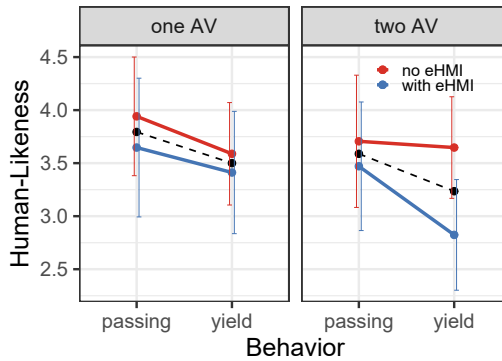 one AV
two AV
no eHMI
with eHMI
Human-Likeness
4.5
4.0
3.5
3.0
2.5
passing
yield
passing
yield
Behavior